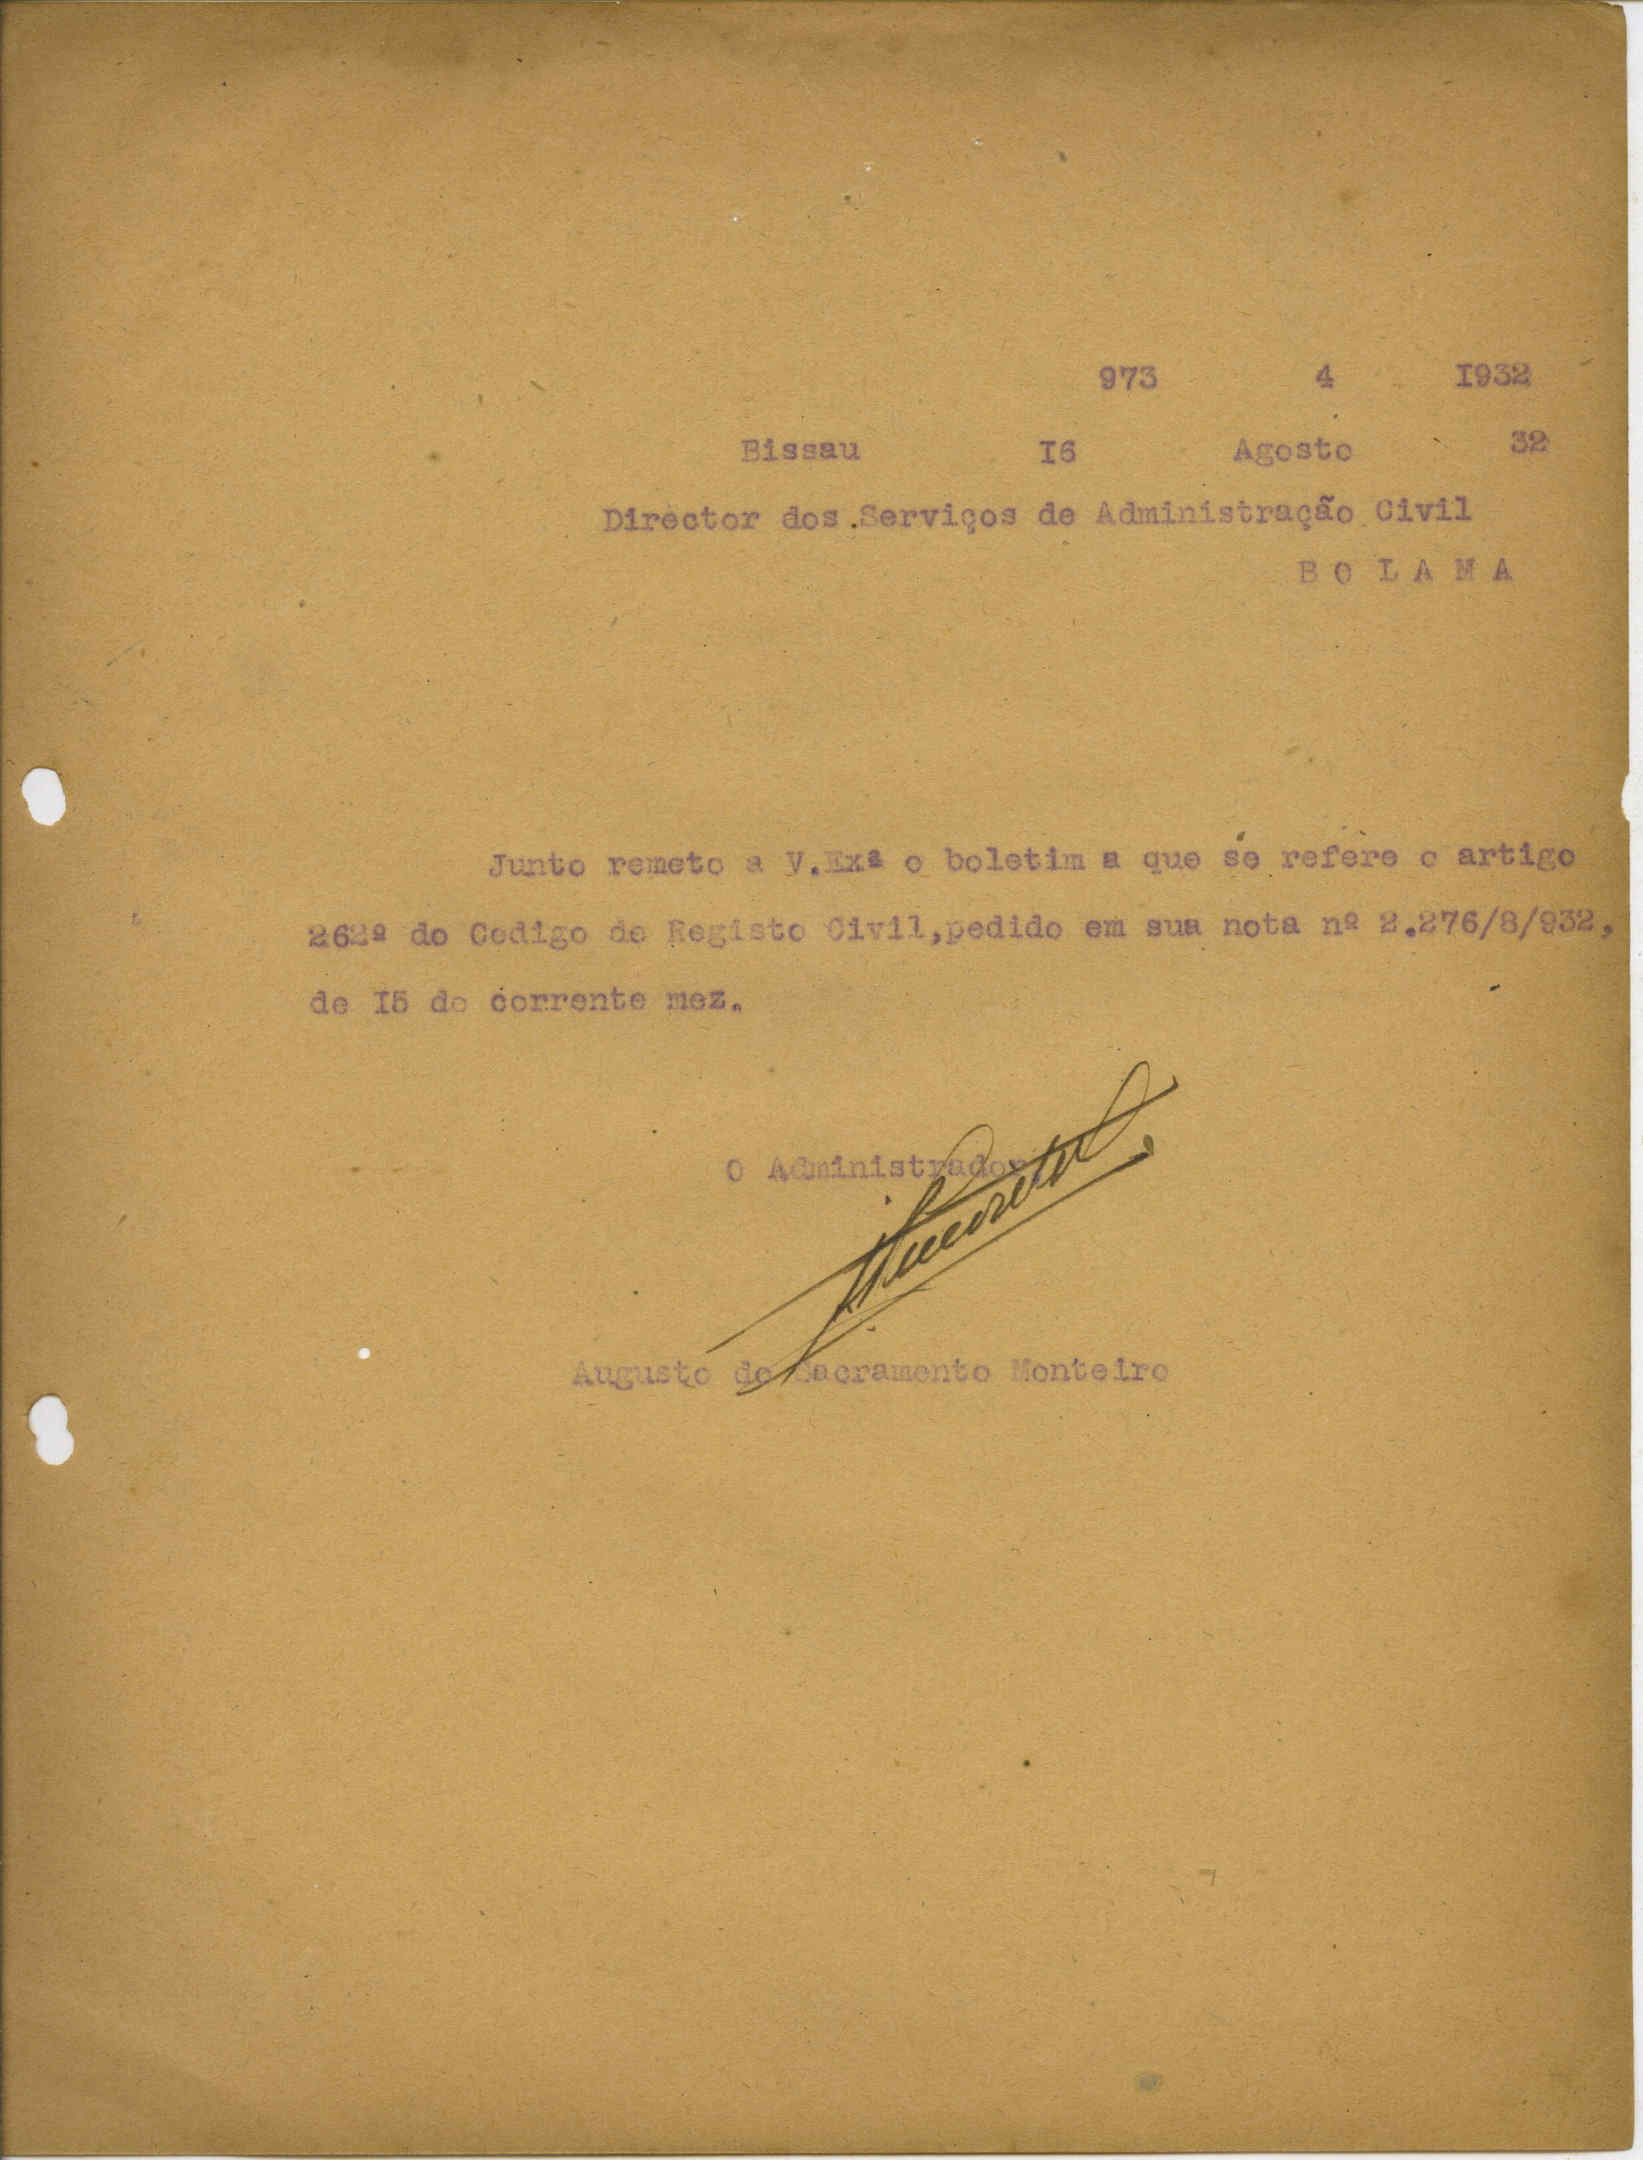 973 4 I932
Bissau I6 Agosto 32
Director dos Serviços de Administração Civil
B O L A M A
Junto remeto a V.Exª o boletim a que se refere o artigo
262º do Codigo do Registo Civil,pedido em sua nota nº 2.276/8/932,
de I5 do corrente mez.
O Administrador
Augusto do Sacramento Monteiro